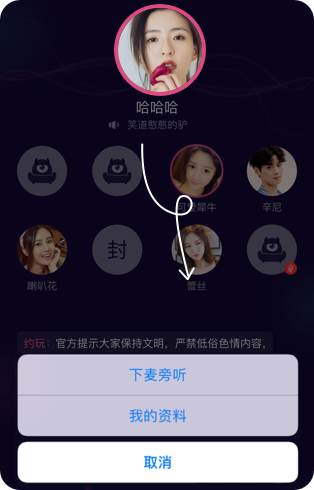 哈哈哈
笑道憨憨的驴
可爱犀牛
辛尼
封
喇叭花
蕾丝
约玩：官方提示大家保持文明，严禁低俗色情内容，
下麦旁听
我的资料
取消